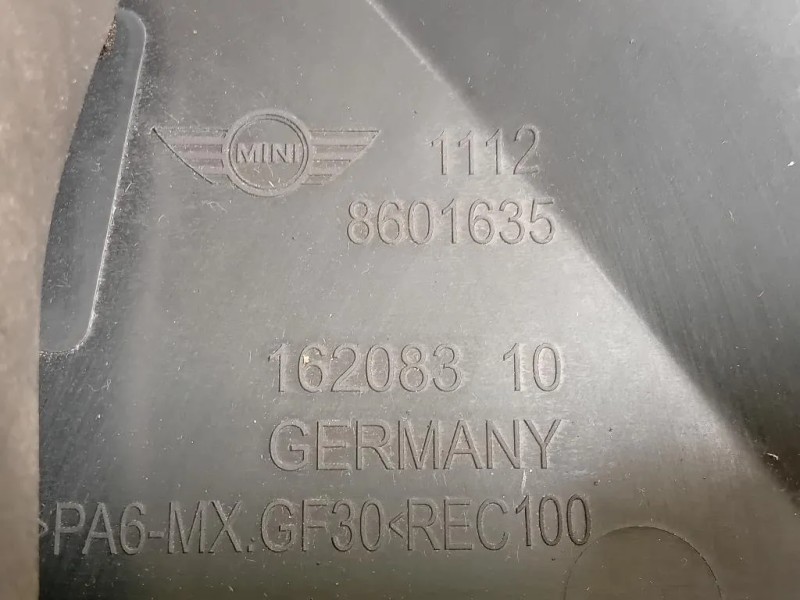 MINI 1112
8601635
162083 10
GERMANY
>PA6-MX.GF30<REC100